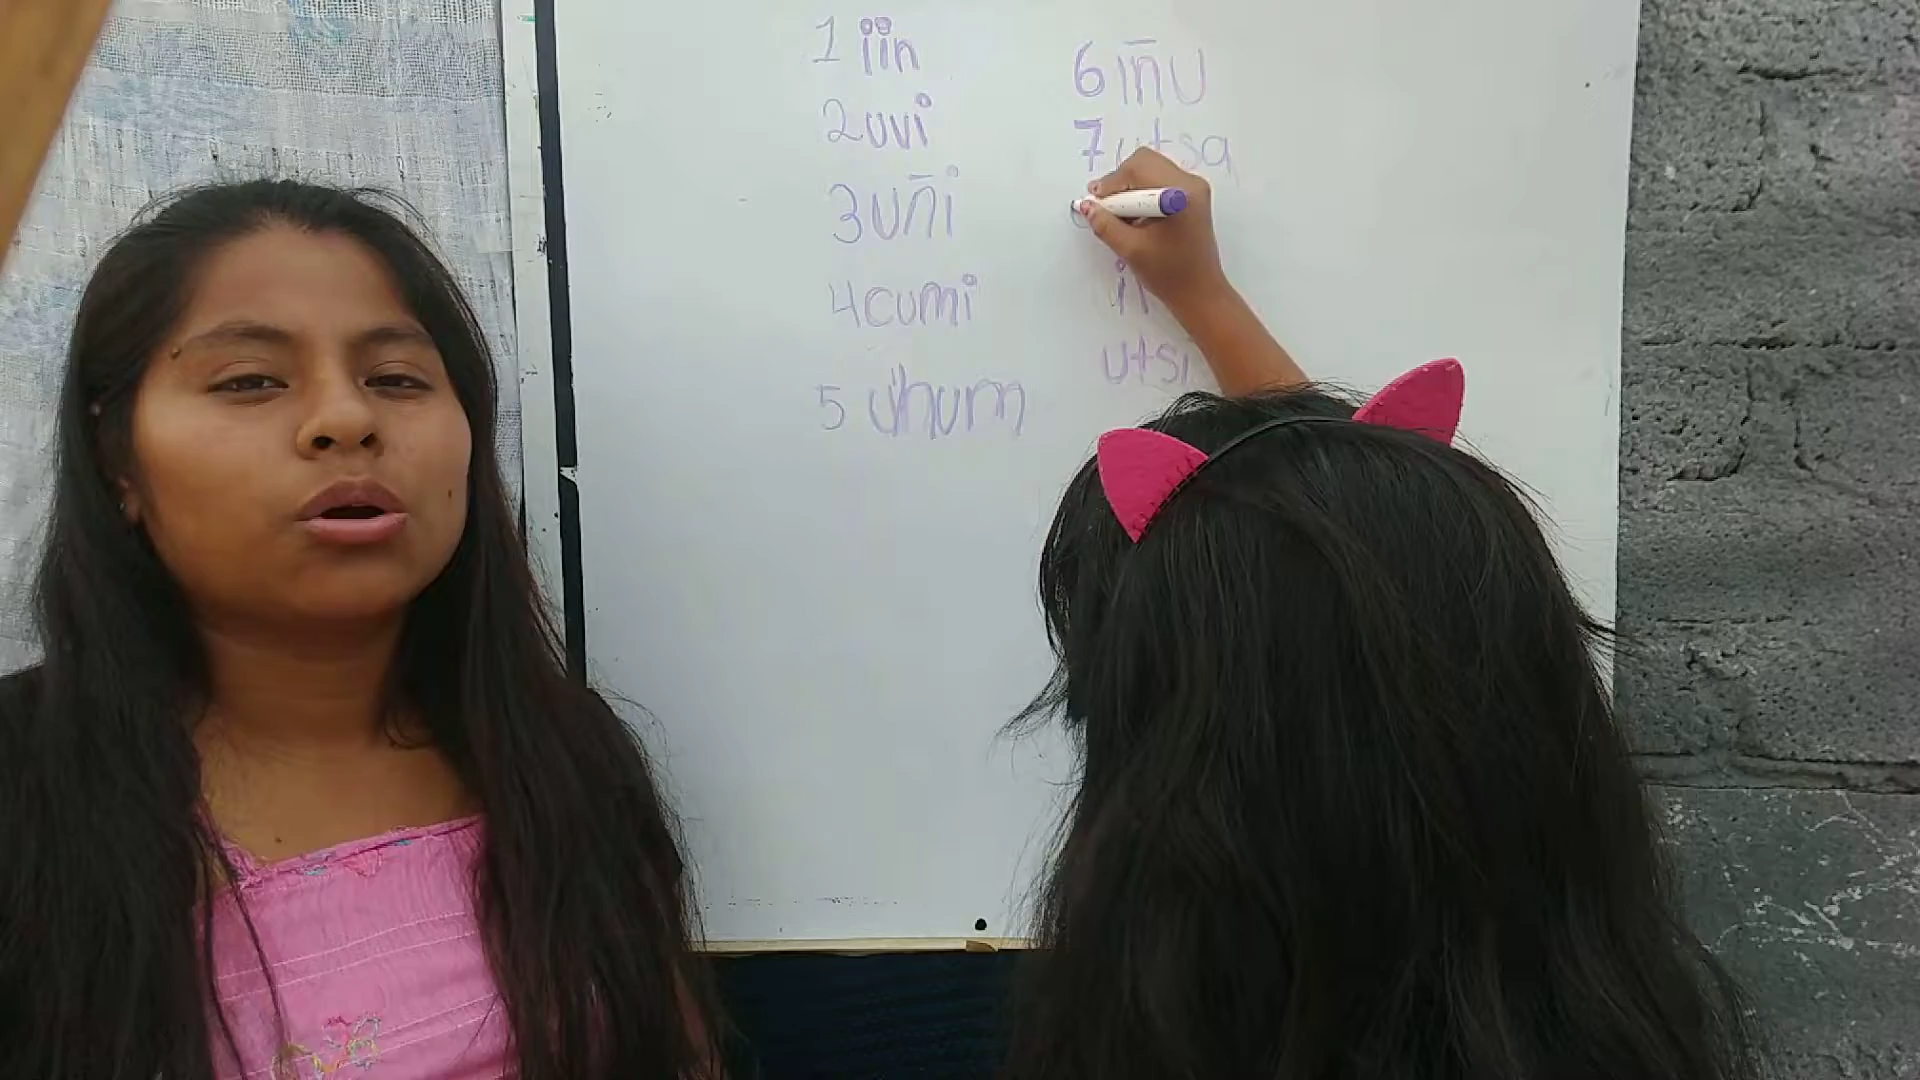 1 iin
2 uvi
3 uñi
4 cumi
5 uhum
6 iñu
7 utsa
utsi